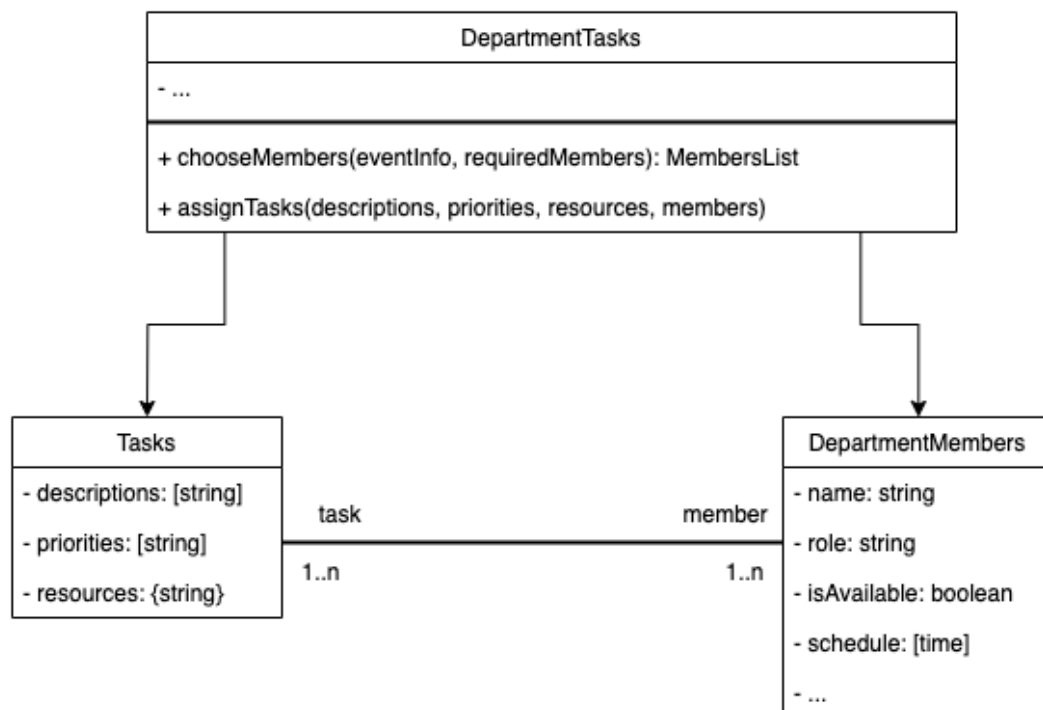 DepartmentTasks
- ...
+ chooseMembers(eventInfo, requiredMembers): MembersList
+ assignTasks(descriptions, priorities, resources, members)
Tasks
- descriptions: [string]
- priorities: [string]
- resources: {string}
task
1..n
member
1..n
DepartmentMembers
- name: string
- role: string
- isAvailable: boolean
- schedule: [time]
- ...